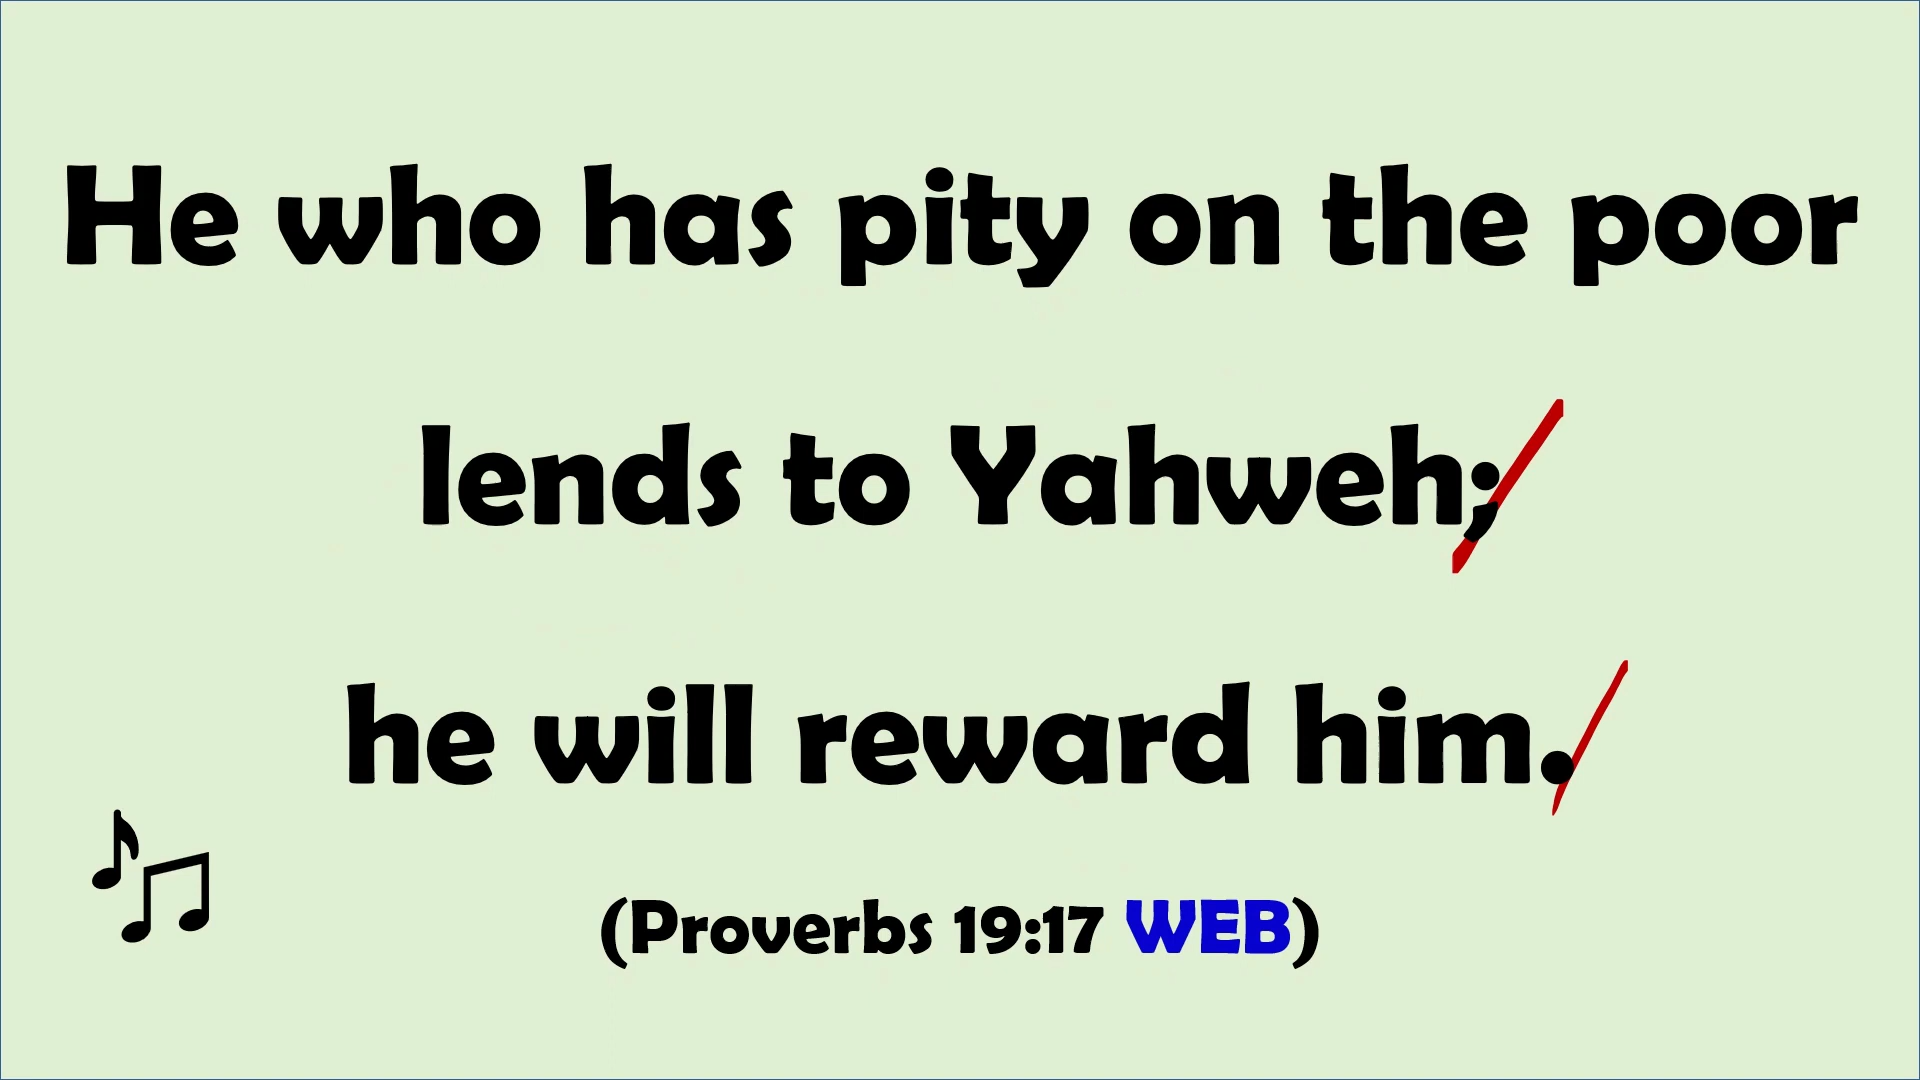 He who has pity on the poor
lends to Yahweh;
he will reward him.
(Proverbs 19:17 WEB)